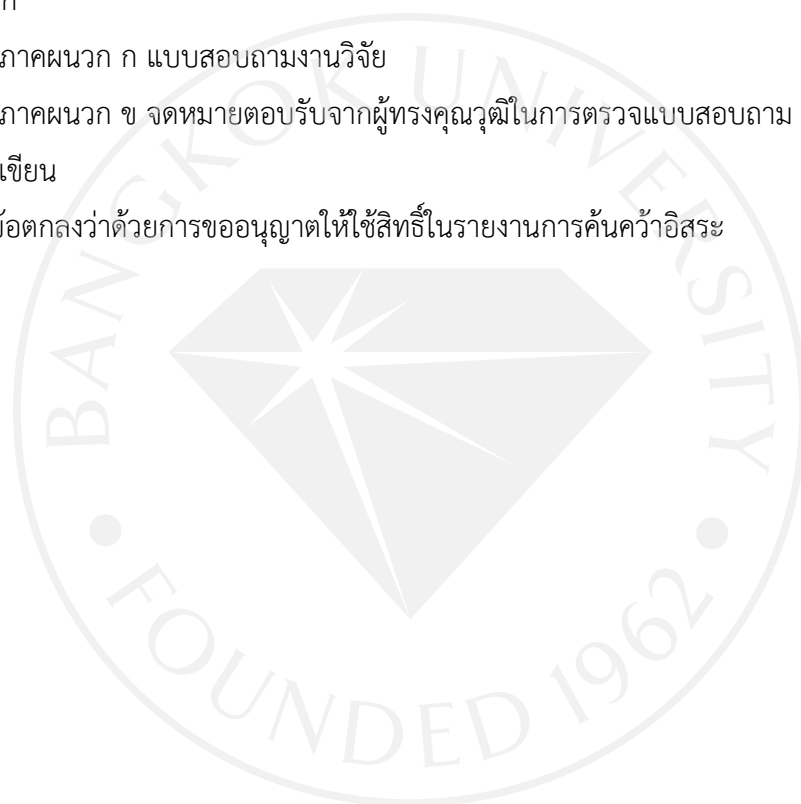 ก
ภาคผนวก ก แบบสอบถามงานวิจัย
ภาคผนวก ข จดหมายตอบรับจากผู้ทรงคุณวุฒิในการตรวจแบบสอบถาม
เขียน
ข้อตกลงว่าด้วยการขออนุญาตให้ใช้สิทธิ์ในรายงานการค้นคว้าอิสระ
BANGKOK UNIVERSITY
FOUNDED 1962